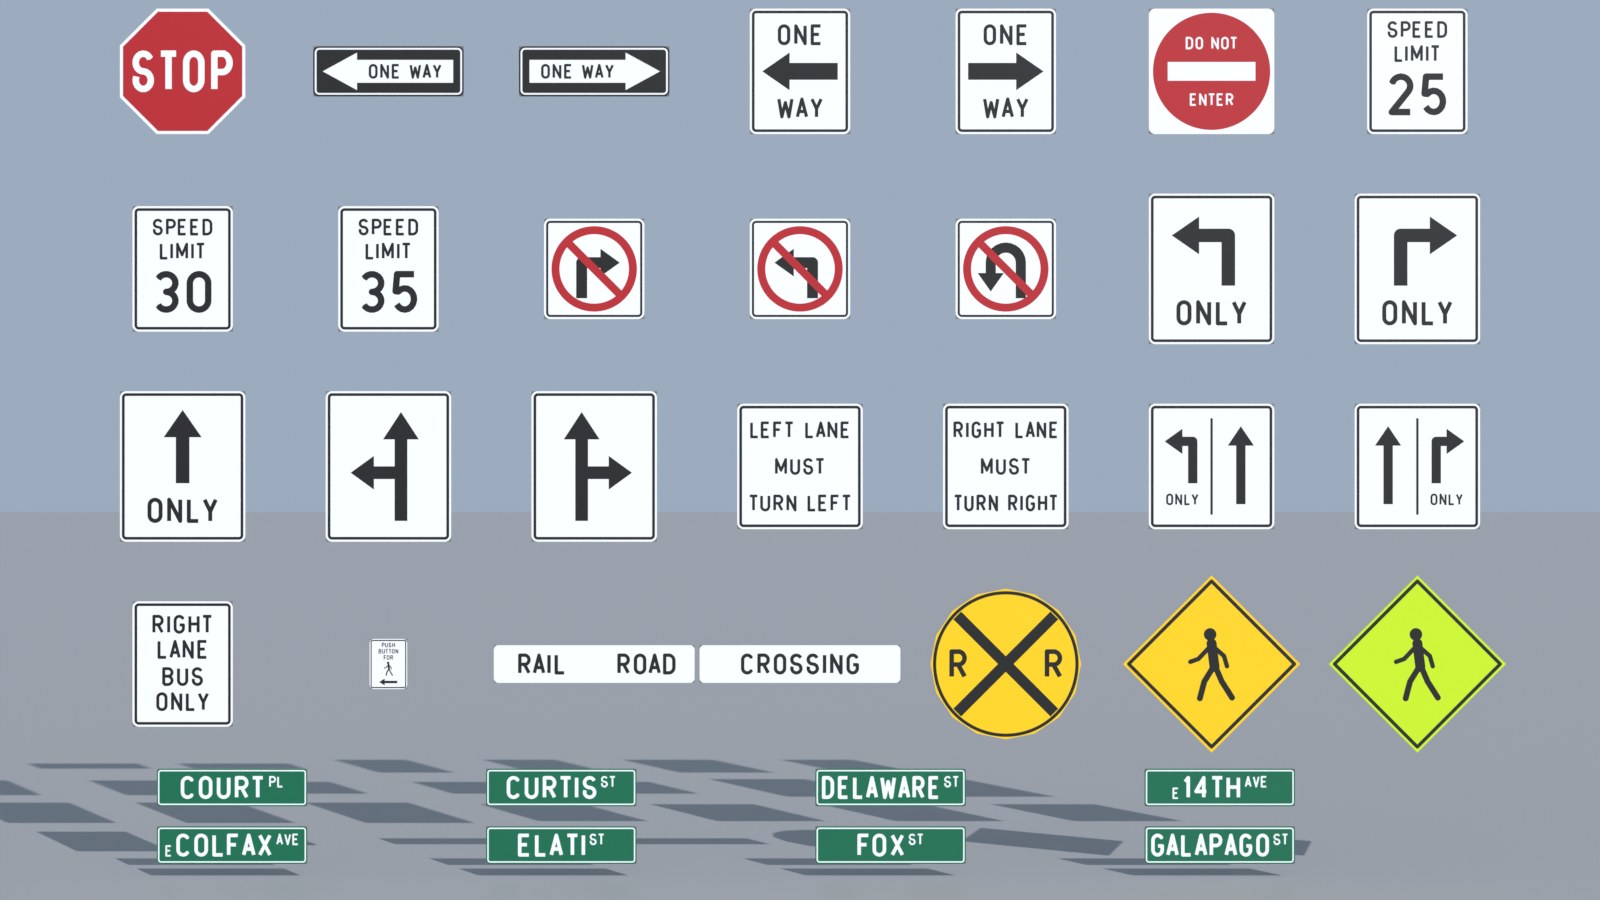 STOP
ONE WAY
ONE WAY
ONE
WAY
ONE
WAY
DO NOT
ENTER
SPEED
LIMIT
25
SPEED
LIMIT
30
SPEED
LIMIT
35
ONLY
ONLY
ONLY
LEFT LANE
MUST
TURN LEFT
RIGHT LANE
MUST
TURN RIGHT
ONLY
ONLY
RIGHT
LANE
BUS
ONLY
PUSH
BUTTON
FOR
RAIL ROAD
CROSSING
R R
COURT PL
CURTIS ST
DELAWARE ST
E 14TH AVE
E COLFAX AVE
ELATI ST
FOX ST
GALAPAGO ST